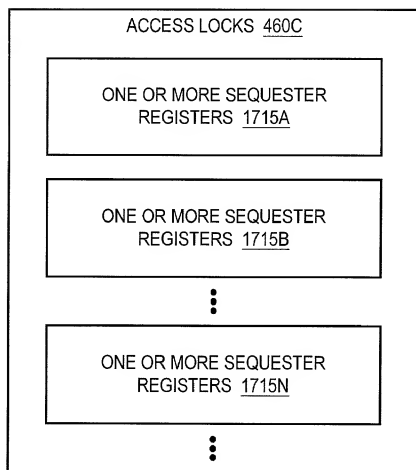 ACCESS LOCKS 460C
ONE OR MORE SEQUESTER
REGISTERS 1715A
ONE OR MORE SEQUESTER
REGISTERS 1715B
ONE OR MORE SEQUESTER
REGISTERS 1715N